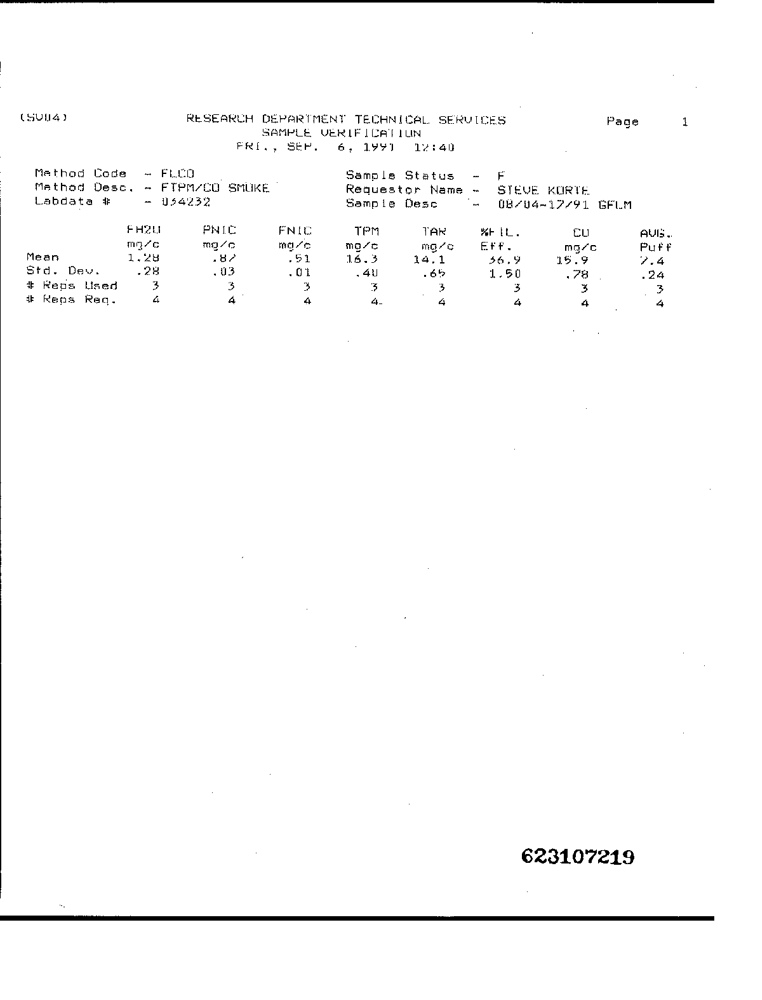 (SV04) RESEARCH DEPARTMENT TECHNICAL SERVICES Page 1
SAMPLE VERIFICATION
FRI., SEP. 6, 1991 12:40
Method Code - FLCO Sample Status - F
Method Desc. - FTPM/CO SMOKE Requestor Name - STEVE KORTE
Labdata # - 034232 Sample Desc - 08/04-17/91 GFLM
FH2O PNIC FNIC TPM TAR %FIL. CO AVG.
mg/c mg/c mg/c mg/c mg/c Eff. mg/c Puff
Mean 1.28 .87 .51 16.3 14.1 36.9 15.9 7.4
Std. Dev. .28 .03 .01 .40 .65 1.50 .78 .24
# Reps Used 3 3 3 3 3 3 3 3
# Reps Req. 4 4 4 4 4 4 4 4
623107219